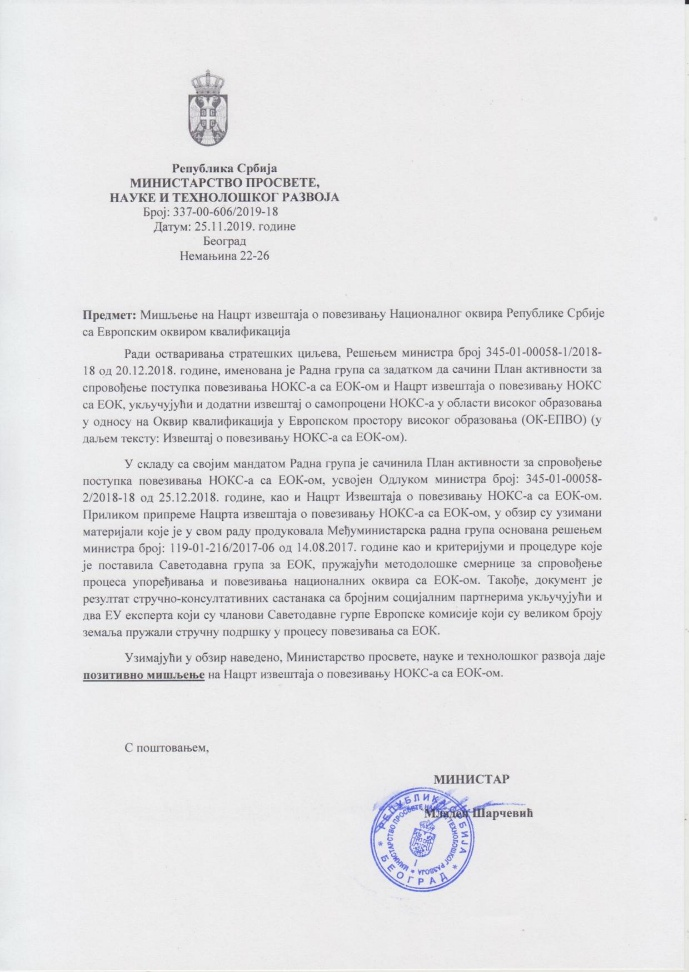 Република Србија
МИНИСТАРСТВО ПРОСВЕТЕ,
НАУКЕ И ТЕХНОЛОШКОГ РАЗВОЈА
Број: 337-00-606/2019-18
Датум: 25.11.2019. године
Београд
Немањина 22-26
Предмет: Мишљење на Нацрт извештаја о повезивању Националног оквира Републике Србије
са Европским оквиром квалификација
Ради остваривања стратешких циљева, Решењем министра број 345-01-00058-1/2018-
18 од 20.12.2018. године, именована је Радна група са задатком да сачини План активности за
спровођење поступка повезивања НОКС-а са ЕОК-ом и Нацрт извештаја о повезивању НОКС
са ЕОК, укључујући и додатни извештај о самопроцени НОКС-а у области високог образовања
у односу на Оквир квалификација у Европском простору високог образовања (ОК-ЕПВО) (у
даљем тексту: Извештај о повезивању НОКС-а са ЕОК-ом).
У складу са својим мандатом Радна група је сачинила План активности за спровођење
поступка повезивања НОКС-а са ЕОК-ом, усвојен Одлуком министра број: 345-01-00058-
2/2018-18 од 25.12.2018. године, као и Нацрт Извештаја о повезивању НОКС-а са ЕОК-ом.
Приликом припреме Нацрта извештаја о повезивању НОКС-а са ЕОК-ом, у обзир су узимани
материјали које је у свом раду продуковала Међуминистарска радна група основана решењем
министра број: 119-01-216/2017-06 од 14.08.2017. године као и критеријуми и процедуре које
је поставила Саветодавна група за ЕОК, пружајући методолошке смернице за спровођење
процеса упоређивања и повезивања националних оквира са ЕОК-ом. Такође, документ је
резултат стручно-консултативних састанака са бројним социјалним партнерима укључујући и
два ЕУ експерта који су чланови Саветодавне гурпе Европске комисије који су великом броју
земаља пружали стручну подршку у процесу повезивања са ЕОК.
Узимајући у обзир наведено, Министарство просвете, науке и технолошког развоја даје
позитивно мишљење на Нацрт извештаја о повезивању НОКС-а са ЕОК-ом.
С поштовањем,
МИНИСТАР
Младен Шарчевић
РЕПУБЛИКА СРБИЈА
МИНИСТАРСТВО ПРОСВЕТЕ НАУКЕ И ТЕХНОЛОШКОГ РАЗВОЈА
БЕОГРАД